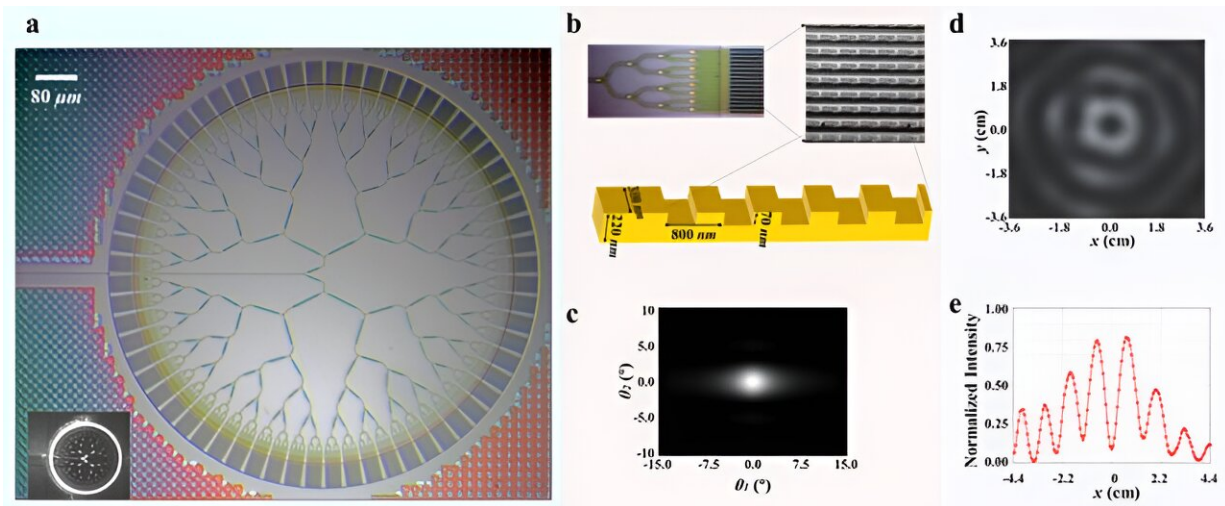 a
80 µm
b
220 nm
800 nm
70 nm
c
10
5.0
0.0
-5.0
-10
θ₂ (°)
-15.0 -7.5 0.0 7.5 15.0
θ₁ (°)
d
3.6
1.8
0.0
-1.8
-3.6
y (cm)
-3.6 -1.8 0.0 1.8 3.6
x (cm)
e
1.00
0.75
0.50
0.25
0.00
Normalized Intensity
-4.4 -2.2 0 2.2 4.4
x (cm)